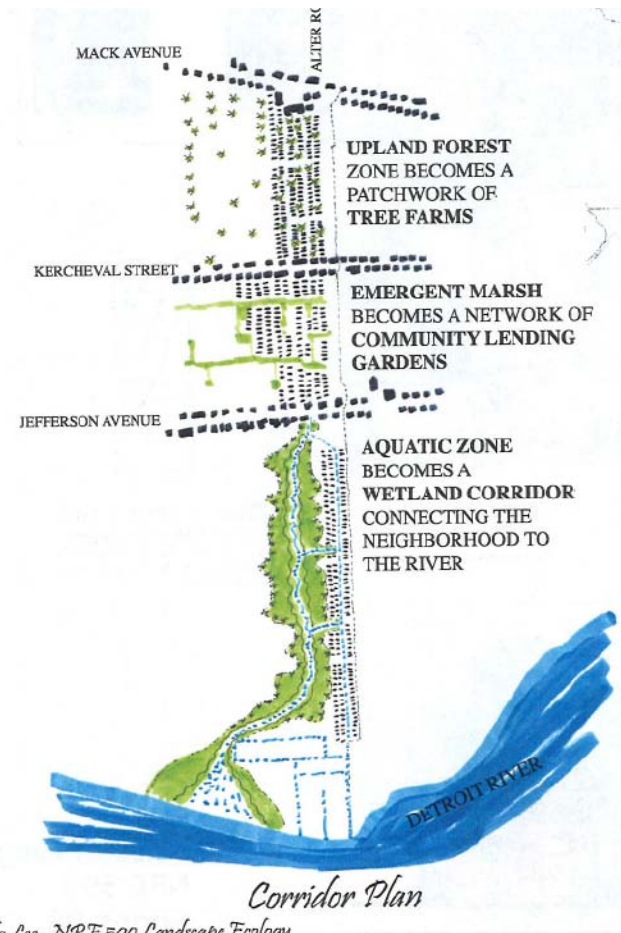 ALTER
MACK AVENUE
UPLAND FOREST
ZONE BECOMES A
PATCHWORK OF
TREE FARMS
KERCHEVAL STREET
EMERGENT MARSH
BECOMES A NETWORK OF
COMMUNITY LENDING
GARDENS
JEFFERSON AVENUE
AQUATIC ZONE
BECOMES A
WETLAND CORRIDOR
CONNECTING THE
NEIGHBORHOOD TO
THE RIVER
DETROIT RIVER
Corridor Plan
Landscape Ecology